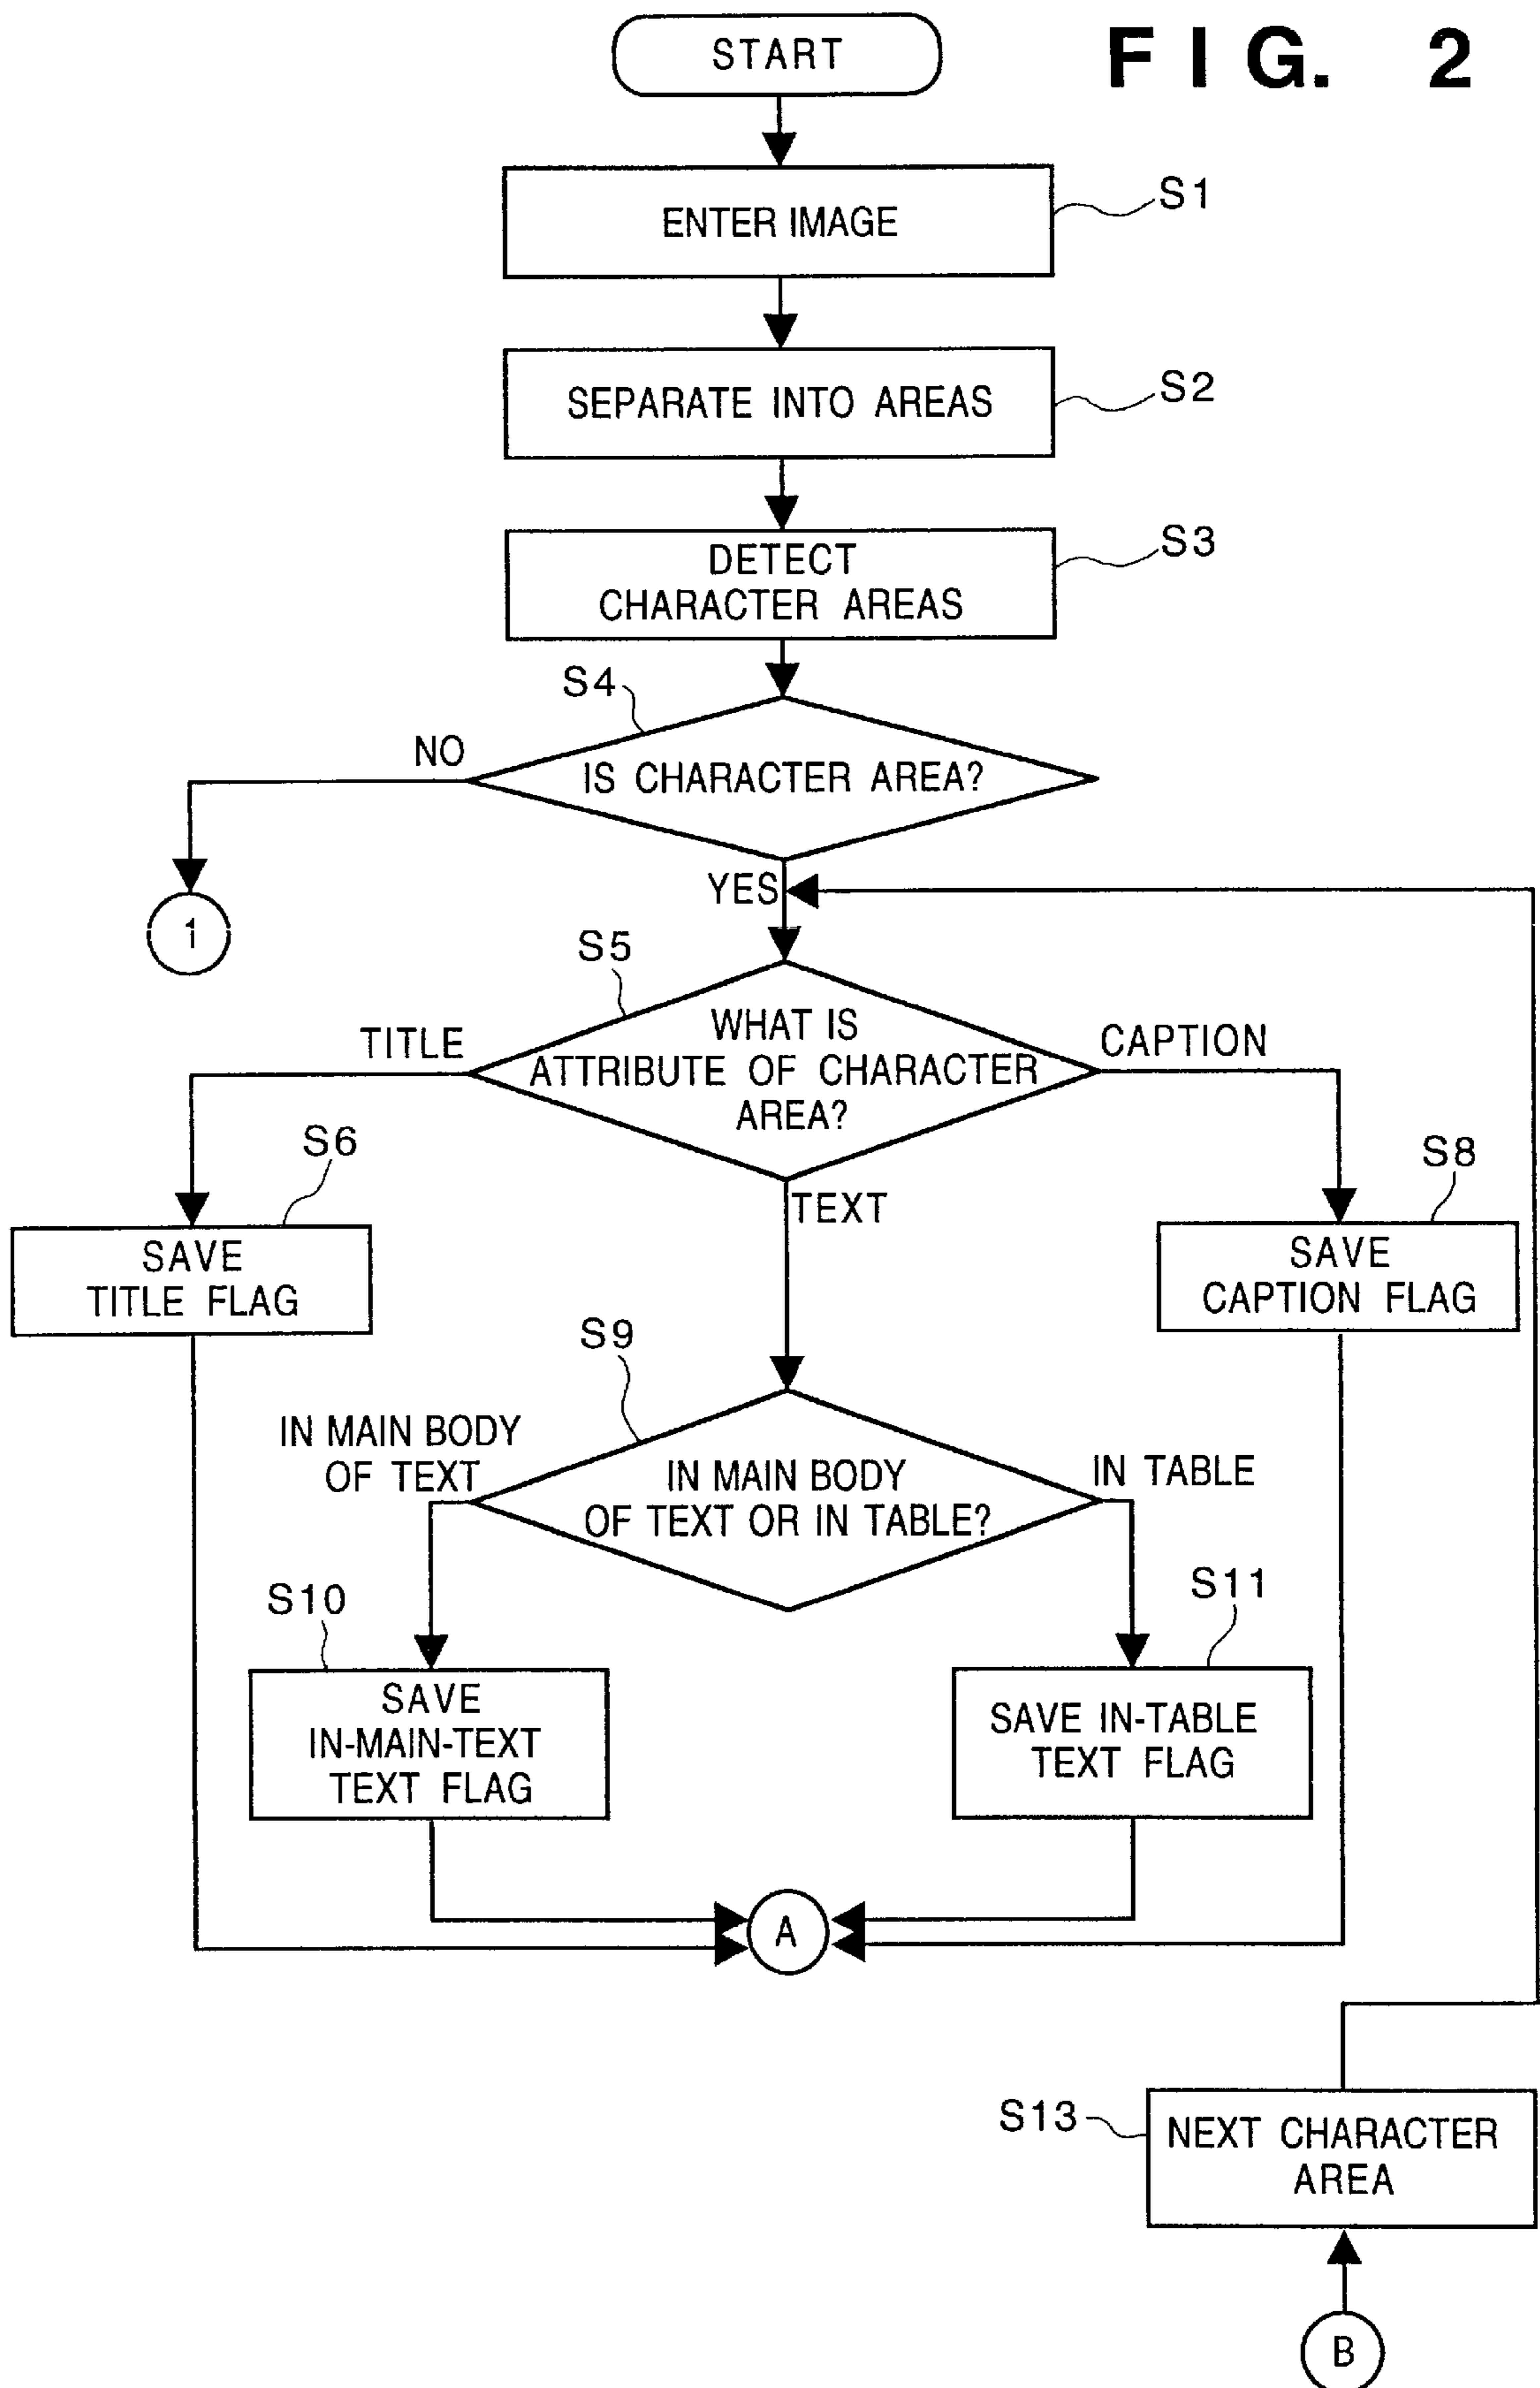 START
FIG. 2
ENTER IMAGE
S1
SEPARATE INTO AREAS
S2
DETECT
CHARACTER AREAS
S3
S4
NO
IS CHARACTER AREA?
YES
1
S5
TITLE
WHAT IS
ATTRIBUTE OF CHARACTER
AREA?
CAPTION
S6
SAVE
TITLE FLAG
TEXT
S8
SAVE
CAPTION FLAG
S9
IN MAIN BODY
OF TEXT
IN MAIN BODY
OF TEXT OR IN TABLE?
IN TABLE
S10
SAVE
IN-MAIN-TEXT
TEXT FLAG
S11
SAVE IN-TABLE
TEXT FLAG
A
S13
NEXT CHARACTER
AREA
B